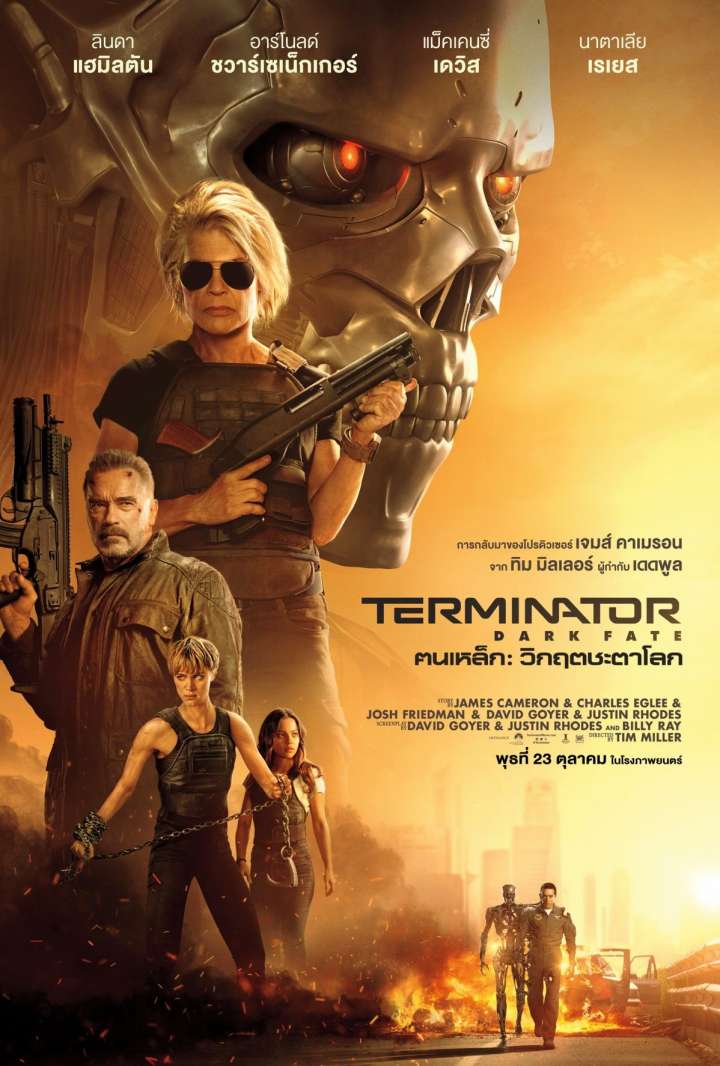 ลินดา
แฮมิลตัน
อาร์โนลด์
ชวาร์เซเน็กเกอร์
แม็คเคนซี่
เดวิส
นาตาเลีย
เรเยส
การกลับมาของโปรดิวเซอร์ เจมส์ คาเมรอน
จาก ทิม มิลเลอร์ ผู้กำกับ เดดพูล
TERMINATOR
DARK FATE
ฅนเหล็ก: วิกฤตชะตาโลก
STORY BY JAMES CAMERON & CHARLES EGLEE &
JOSH FRIEDMAN & DAVID GOYER & JUSTIN RHODES
SCREENPLAY BY DAVID GOYER & JUSTIN RHODES AND BILLY RAY
DIRECTED BY TIM MILLER
พุธที่ 23 ตุลาคม ในโรงภาพยนตร์